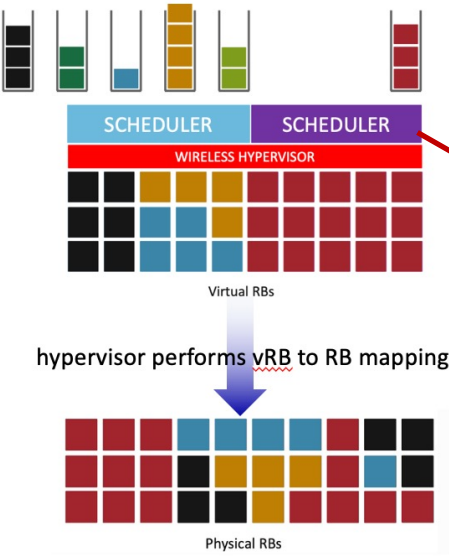 SCHEDULER SCHEDULER
WIRELESS HYPERVISOR
Virtual RBs
hypervisor performs vRB to RB mapping
Physical RBs